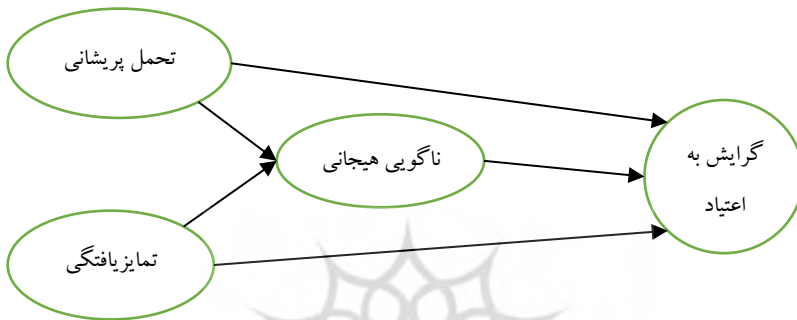 تحمل پریشانی
ناگویی هیجانی
گرایش به
اعتیاد
تمایزیافتگی